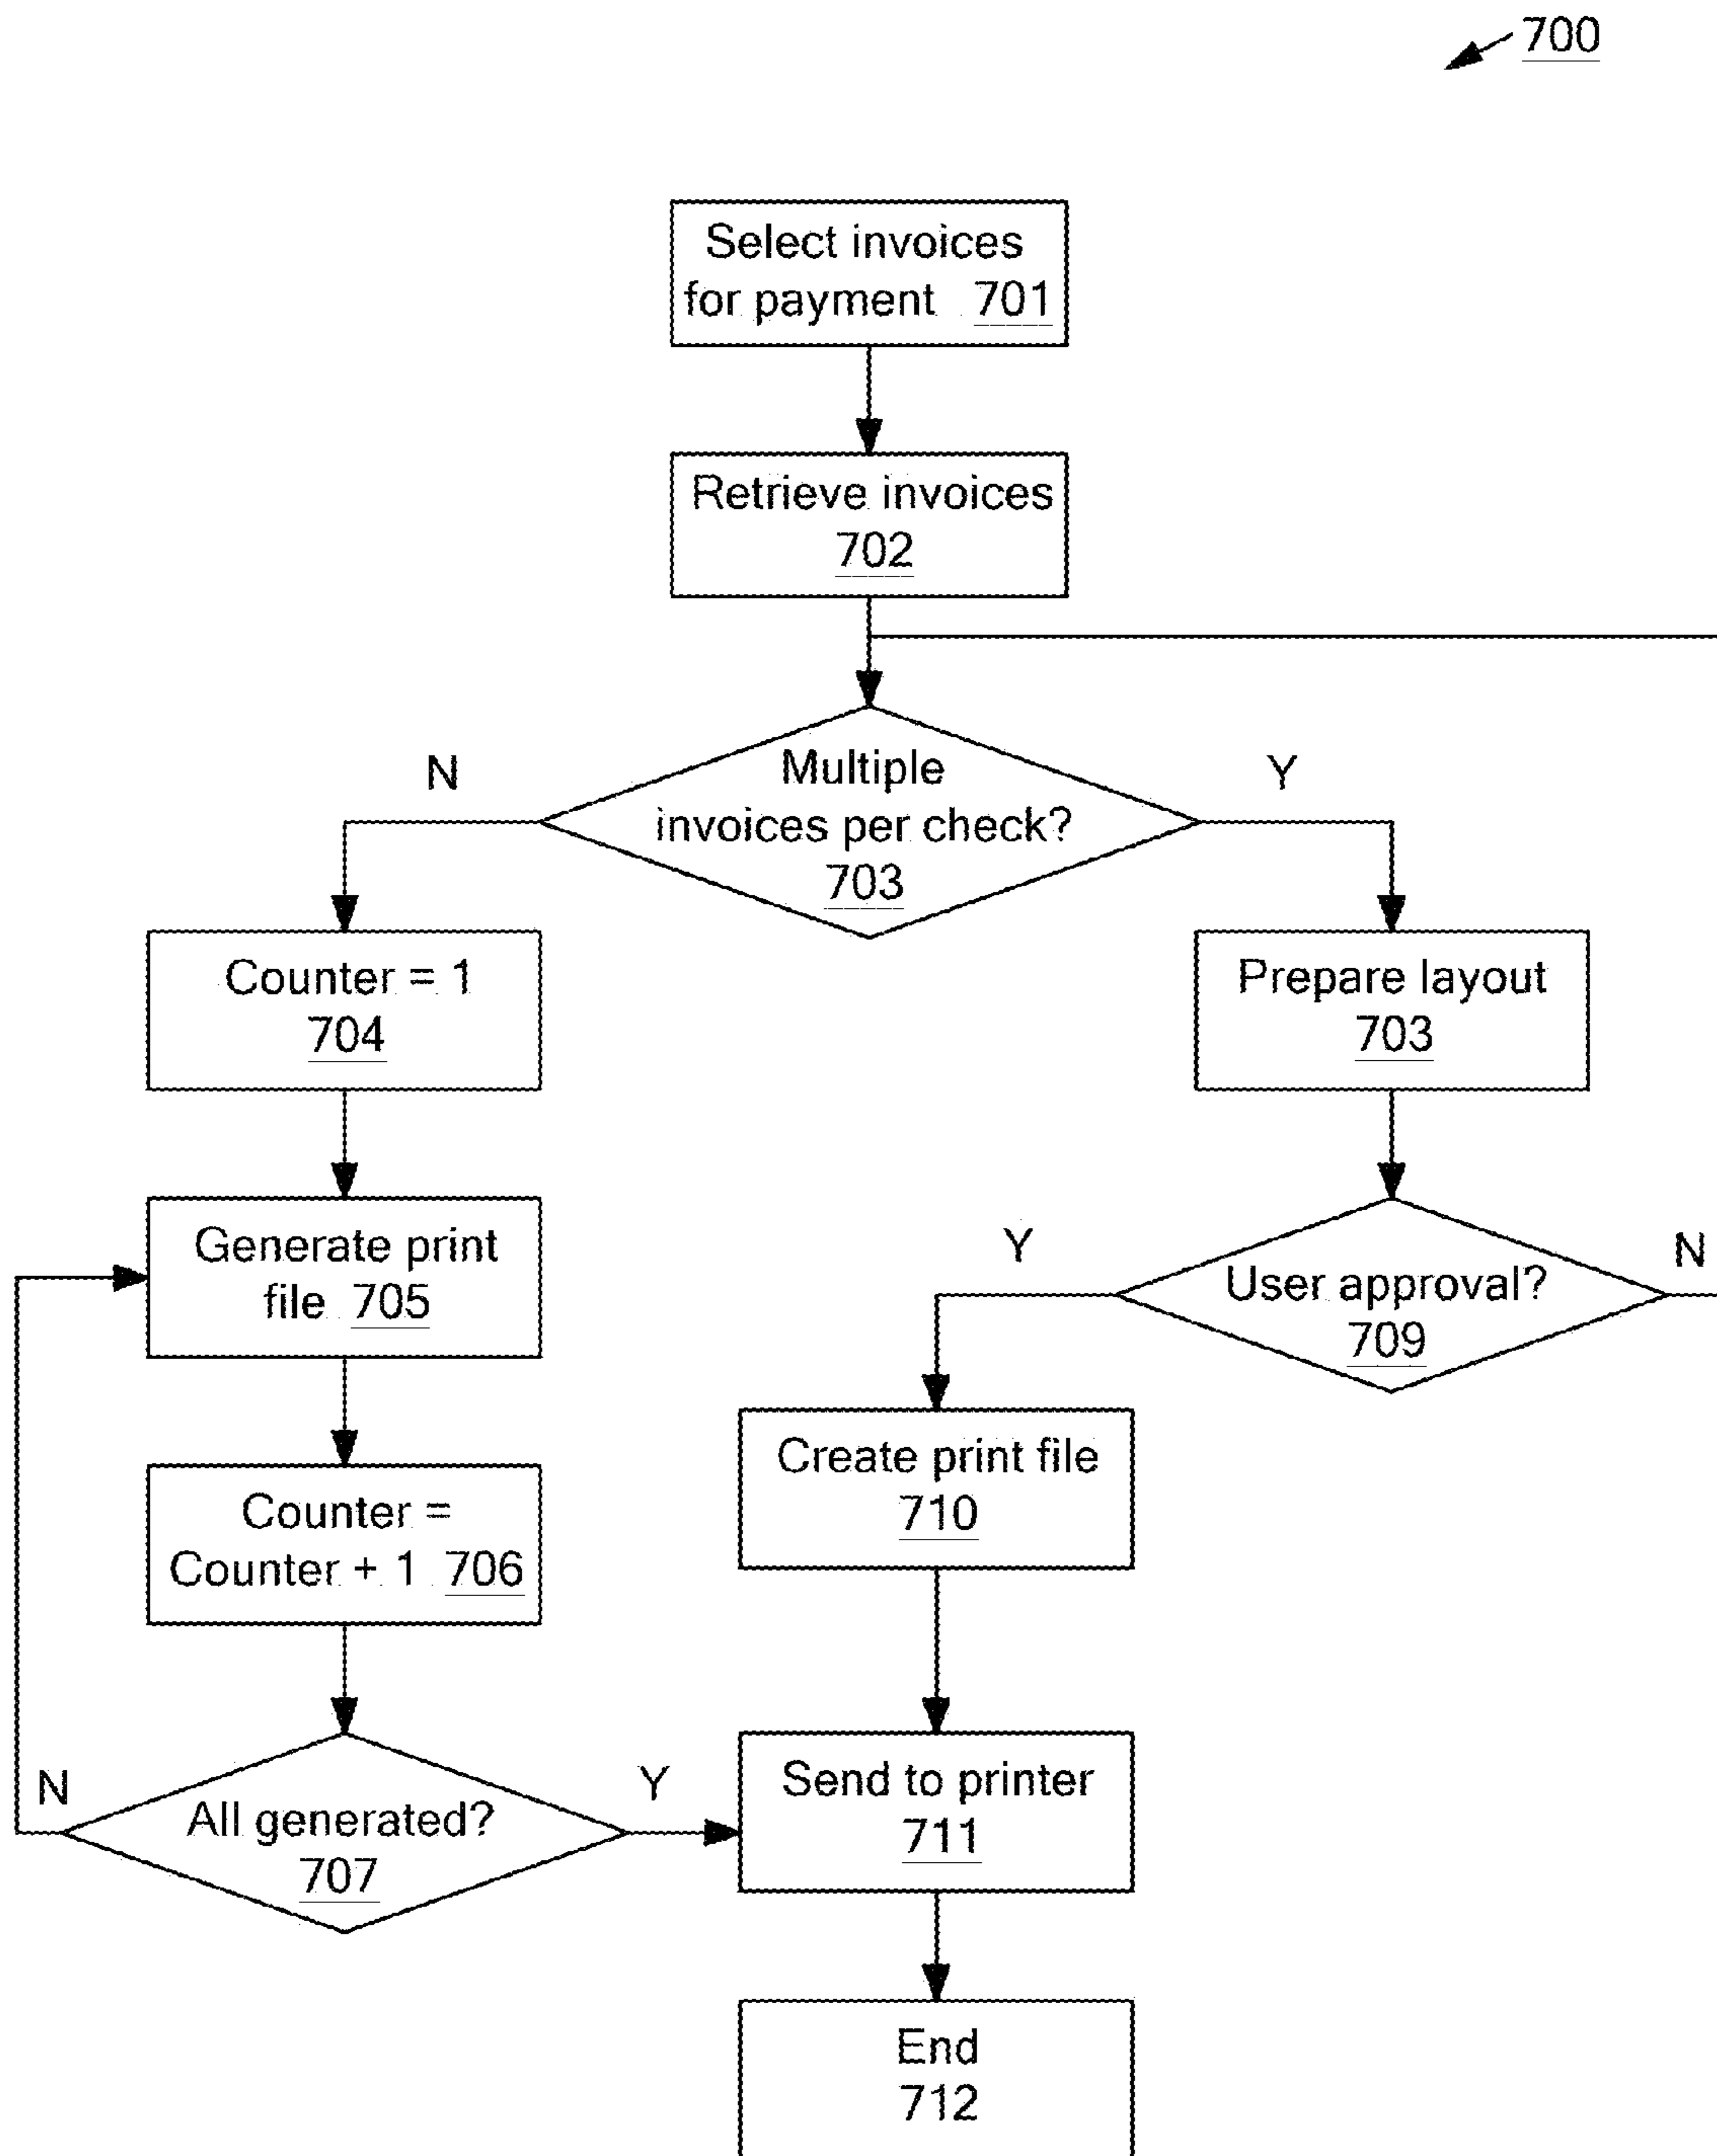 700
Select invoices
for payment 701
Retrieve invoices
702
N
Multiple
invoices per check?
703
Y
Counter = 1
704
Prepare layout
703
Generate print
file 705
Y
User approval?
709
N
Counter =
Counter + 1 706
Create print file
710
N
All generated?
707
Y
Send to printer
711
End
712